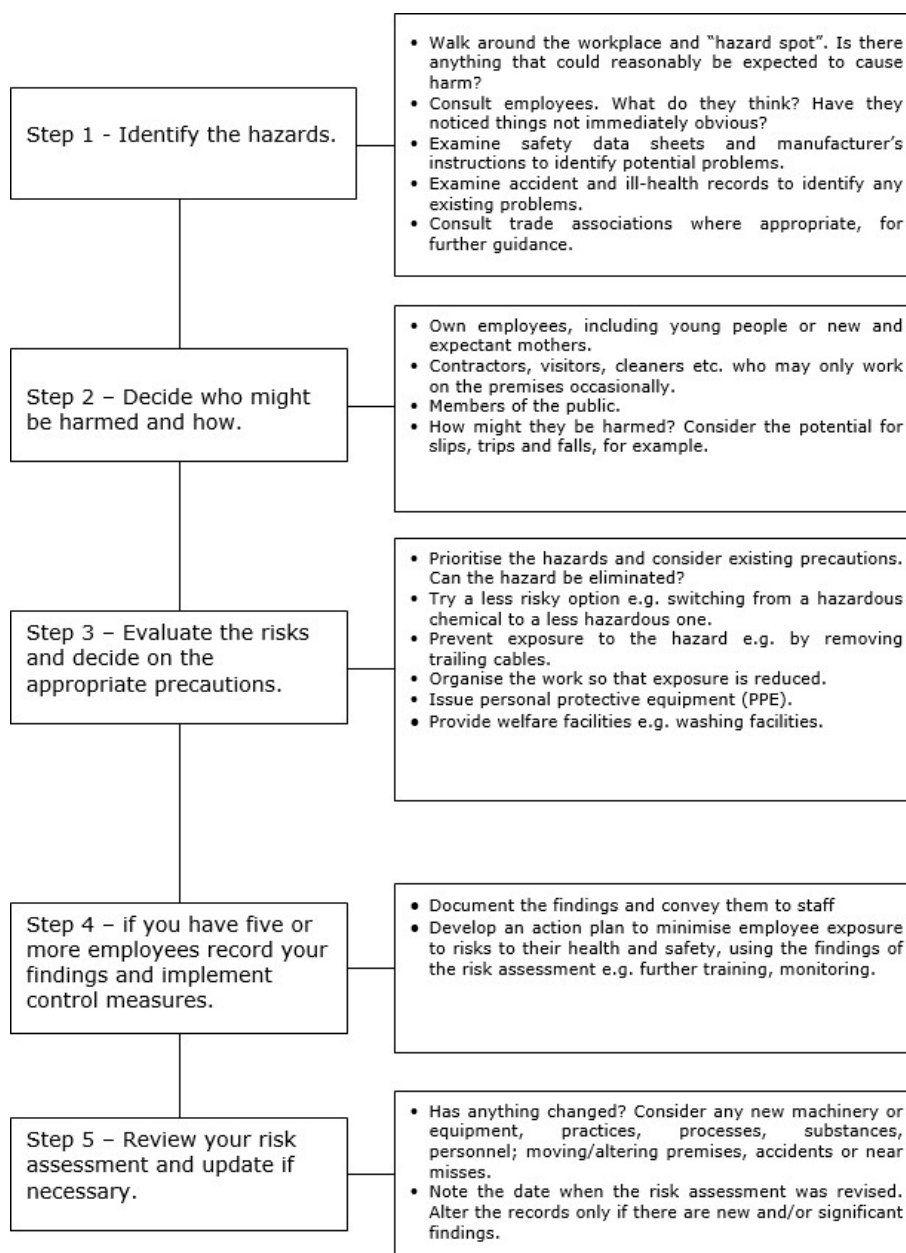 Step 1 - Identify the hazards.
• Walk around the workplace and “hazard spot”. Is there
anything that could reasonably be expected to cause
harm?
• Consult employees. What do they think? Have they
noticed things not immediately obvious?
• Examine safety data sheets and manufacturer’s
instructions to identify potential problems.
• Examine accident and ill-health records to identify any
existing problems.
• Consult trade associations where appropriate, for
further guidance.
Step 2 – Decide who might
be harmed and how.
• Own employees, including young people or new and
expectant mothers.
• Contractors, visitors, cleaners etc. who may only work
on the premises occasionally.
• Members of the public.
• How might they be harmed? Consider the potential for
slips, trips and falls, for example.
Step 3 – Evaluate the risks
and decide on the
appropriate precautions.
• Prioritise the hazards and consider existing precautions.
Can the hazard be eliminated?
• Try a less risky option e.g. switching from a hazardous
chemical to a less hazardous one.
• Prevent exposure to the hazard e.g. by removing
trailing cables.
• Organise the work so that exposure is reduced.
• Issue personal protective equipment (PPE).
• Provide welfare facilities e.g. washing facilities.
Step 4 – if you have five or
more employees record your
findings and implement
control measures.
• Document the findings and convey them to staff
• Develop an action plan to minimise employee exposure
to risks to their health and safety, using the findings of
the risk assessment e.g. further training, monitoring.
Step 5 – Review your risk
assessment and update if
necessary.
• Has anything changed? Consider any new machinery or
equipment, practices, processes, substances,
personnel; moving/altering premises, accidents or near
misses.
• Note the date when the risk assessment was revised.
Alter the records only if there are new and/or significant
findings.